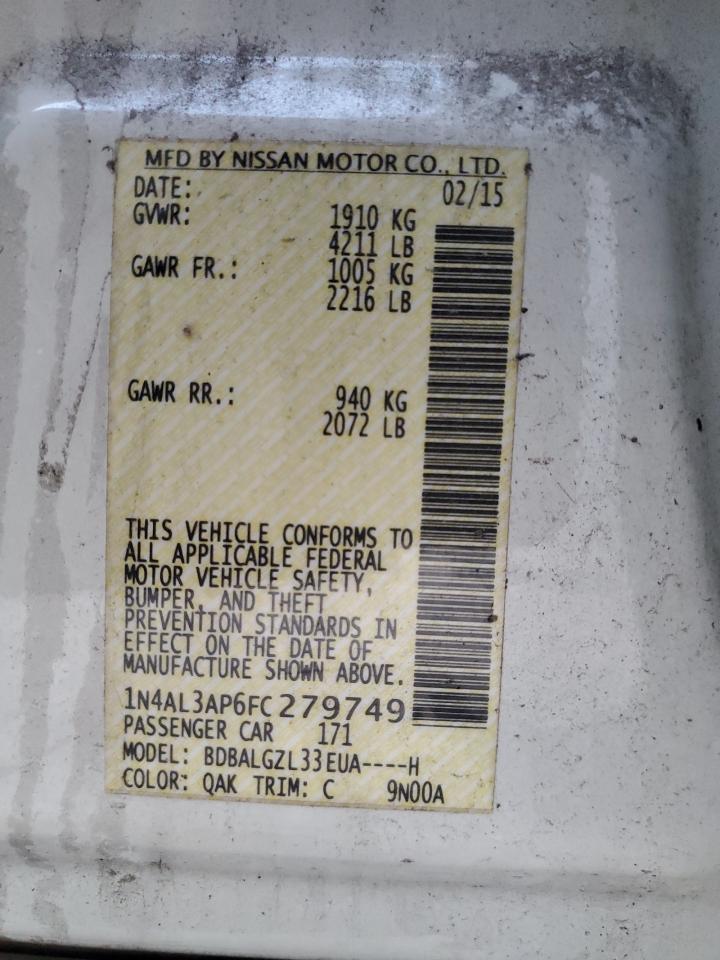 MFD BY NISSAN MOTOR CO., LTD.
DATE: 02/15
GVWR: 1910 KG
4211 LB
GAWR FR.: 1005 KG
2216 LB
GAWR RR.: 940 KG
2072 LB
THIS VEHICLE CONFORMS TO
ALL APPLICABLE FEDERAL
MOTOR VEHICLE SAFETY,
BUMPER, AND THEFT
PREVENTION STANDARDS IN
EFFECT ON THE DATE OF
MANUFACTURE SHOWN ABOVE.
1N4AL3AP6FC279749
PASSENGER CAR 171
MODEL: BDBALGZL33EUA----H
COLOR: QAK TRIM: C 9N00A